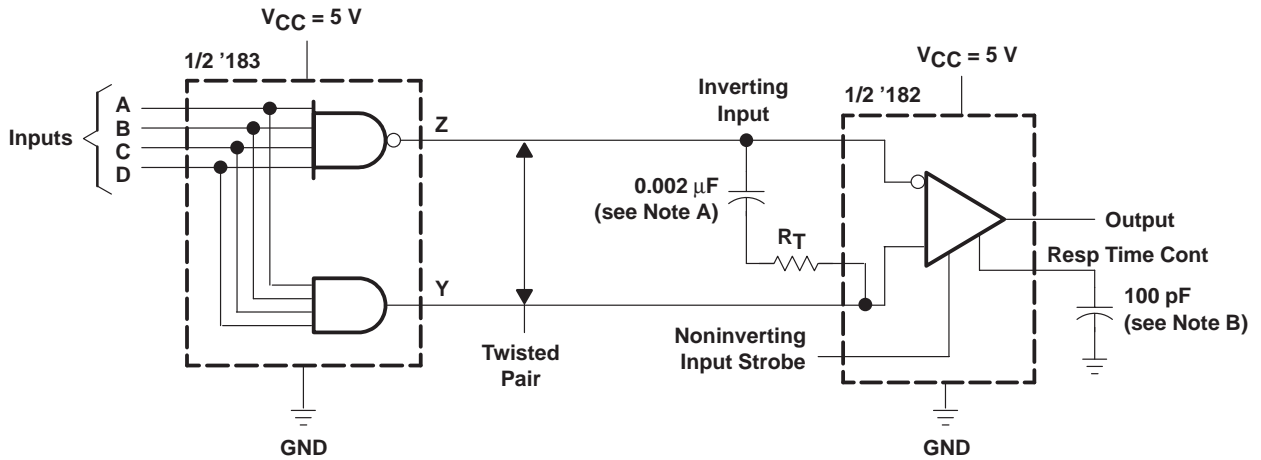 VCC = 5 V
1/2 '183
Inputs
A
B
C
D
Z
Y
Twisted
Pair
GND
Inverting
Input
0.002 μF
(see Note A)
RT
Noninverting
Input Strobe
VCC = 5 V
1/2 '182
Output
Resp Time Cont
100 pF
(see Note B)
GND